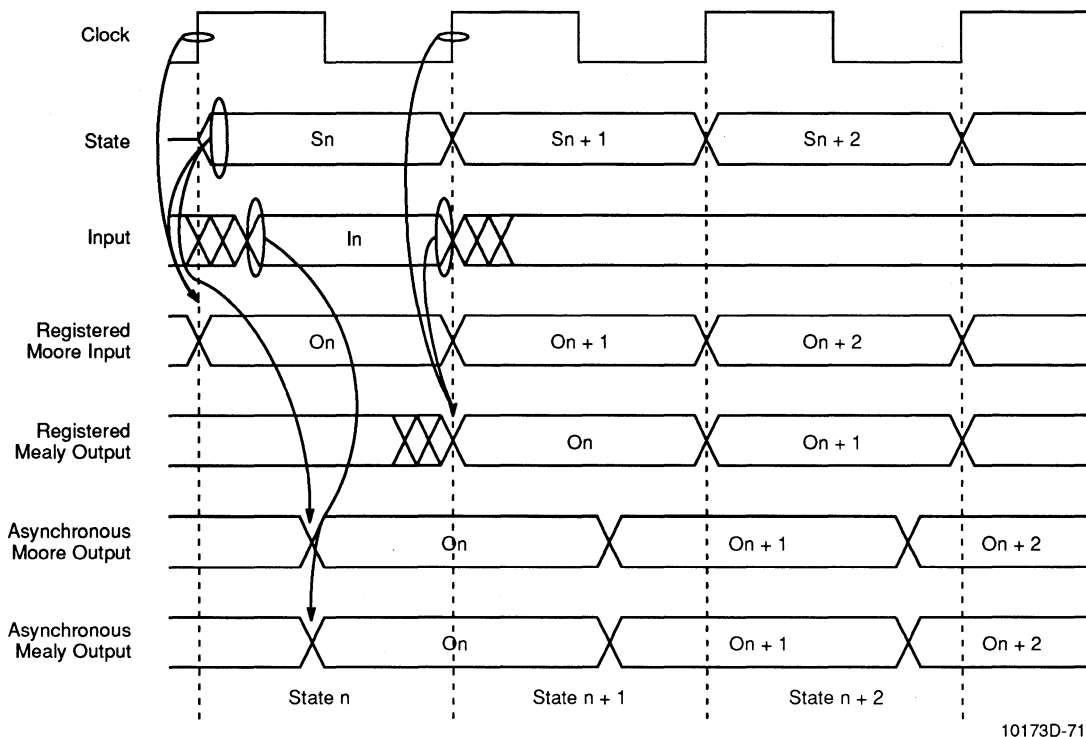 Clock
State
Sn
Sn + 1
Sn + 2
Input
In
Registered
Moore Input
On
On + 1
On + 2
Registered
Mealy Output
On
On + 1
Asynchronous
Moore Output
On
On + 1
On + 2
Asynchronous
Mealy Output
On
On + 1
On + 2
State n
State n + 1
State n + 2
10173D-71